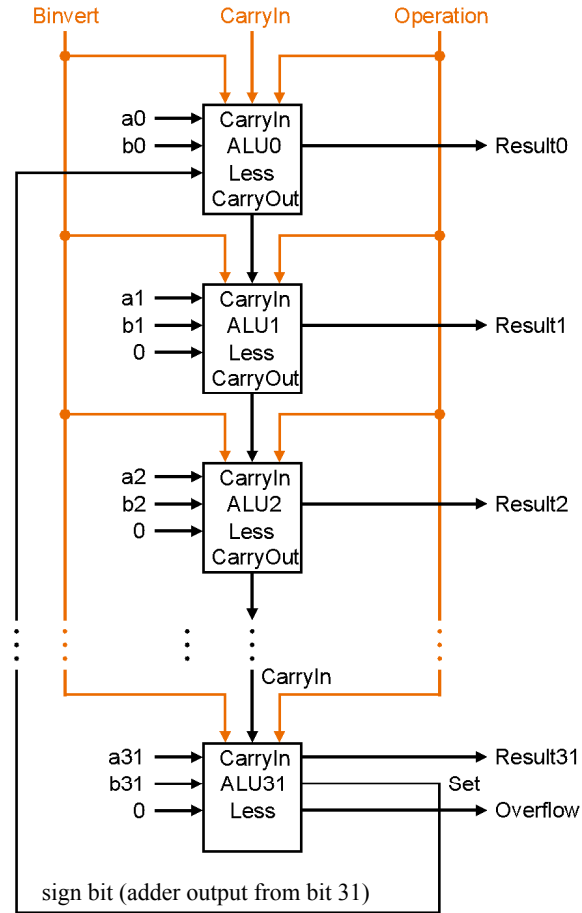 Binvert CarryIn Operation
a0 CarryIn
b0 ALU0 Result0
Less
CarryOut
a1 CarryIn
b1 ALU1 Result1
0 Less
CarryOut
a2 CarryIn
b2 ALU2 Result2
0 Less
CarryOut
CarryIn
a31 CarryIn Result31
b31 ALU31 Set
0 Less Overflow
sign bit (adder output from bit 31)